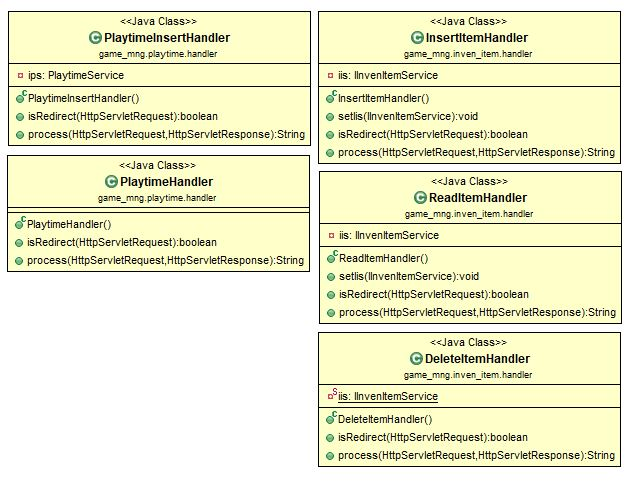 <<Java Class>>
PlaytimeInsertHandler
game_mng.playtime.handler
ips: PlaytimeService
PlaytimeInsertHandler()
isRedirect(HttpServletRequest):boolean
process(HttpServletRequest,HttpServletResponse):String
<<Java Class>>
PlaytimeHandler
game_mng.playtime.handler
PlaytimeHandler()
isRedirect(HttpServletRequest):boolean
process(HttpServletRequest,HttpServletResponse):String
<<Java Class>>
InsertItemHandler
game_mng.inven_item.handler
iis: IInvenItemService
InsertItemHandler()
setIis(IInvenItemService):void
isRedirect(HttpServletRequest):boolean
process(HttpServletRequest,HttpServletResponse):String
<<Java Class>>
ReadItemHandler
game_mng.inven_item.handler
iis: IInvenItemService
ReadItemHandler()
setIis(IInvenItemService):void
isRedirect(HttpServletRequest):boolean
process(HttpServletRequest,HttpServletResponse):String
<<Java Class>>
DeleteItemHandler
game_mng.inven_item.handler
iis: IInvenItemService
DeleteItemHandler()
isRedirect(HttpServletRequest):boolean
process(HttpServletRequest,HttpServletResponse):String